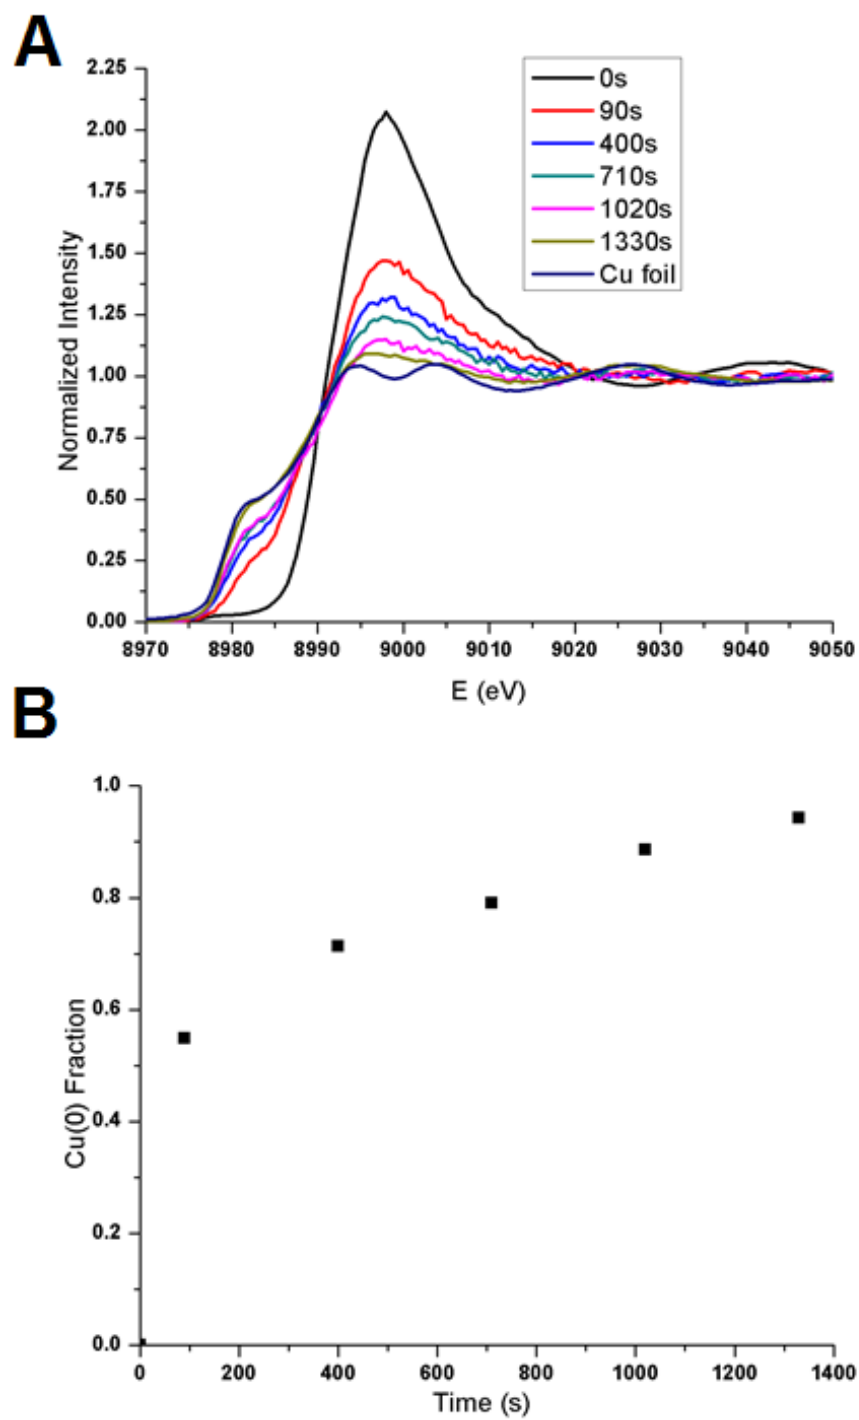 A
2.25
2.00
1.75
1.50
1.25
1.00
0.75
0.50
0.25
0.00
Normalized Intensity
0s
90s
400s
710s
1020s
1330s
Cu foil
8970 8980 8990 9000 9010 9020 9030 9040 9050
E (eV)
B
1.0
0.8
0.6
0.4
0.2
0.0
Cu(0) Fraction
0 200 400 600 800 1000 1200 1400
Time (s)